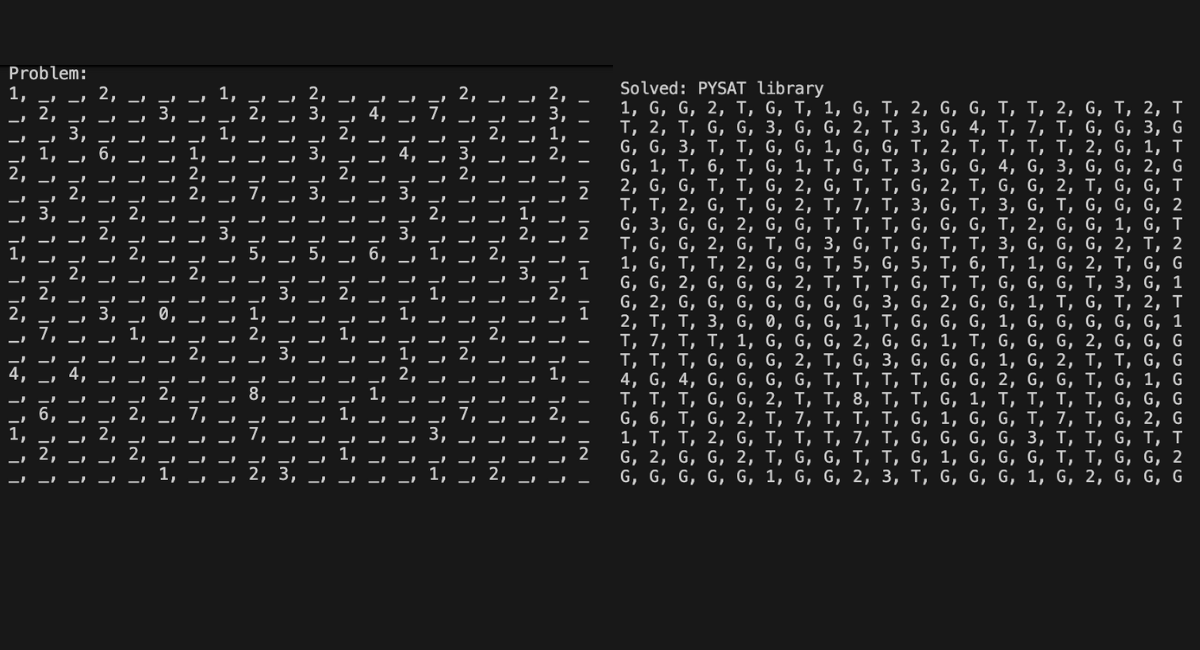 Problem:
1, _, _, 2, _, _, _, 1, _, _, 2, _, _, _, _, 2, _, _, 2, _
_, 2, _, _, _, 3, _, _, 2, _, 3, _, 4, _, 7, _, _, _, 3, _
_, _, 3, _, _, _, _, 1, _, _, _, 2, _, _, _, _, 2, _, 1, _
_, 1, _, 6, _, _, 1, _, _, _, 3, _, _, 4, _, 3, _, _, 2, _
2, _, _, _, _, _, 2, _, _, _, _, 2, _, _, _, 2, _, _, _, _
_, _, 2, _, _, _, 2, _, 7, _, 3, _, _, 3, _, _, _, _, _, 2
_, 3, _, _, 2, _, _, _, _, _, _, _, _, _, 2, _, _, 1, _, _
_, _, _, 2, _, _, _, 3, _, _, _, _, _, 3, _, _, _, 2, _, 2
1, _, _, _, 2, _, _, _, 5, _, 5, _, 6, _, 1, _, 2, _, _, _
_, _, 2, _, _, _, 2, _, _, _, _, _, _, _, _, _, _, 3, _, 1
_, 2, _, _, _, _, _, _, _, 3, _, 2, _, _, 1, _, _, _, 2, _
2, _, _, 3, _, 0, _, _, 1, _, _, _, _, 1, _, _, _, _, _, 1
_, 7, _, _, 1, _, _, _, 2, _, _, 1, _, _, _, _, 2, _, _, _
_, _, _, _, _, _, 2, _, _, 3, _, _, _, 1, _, 2, _, _, _, _
4, _, 4, _, _, _, _, _, _, _, _, _, _, 2, _, _, _, _, 1, _
_, _, _, _, _, 2, _, _, 8, _, _, _, 1, _, _, _, _, _, _, _
_, 6, _, _, 2, _, 7, _, _, _, _, 1, _, _, _, 7, _, _, 2, _
1, _, _, 2, _, _, _, _, 7, _, _, _, _, _, 3, _, _, _, _, _
_, 2, _, _, 2, _, _, _, _, _, _, 1, _, _, _, _, _, _, _, 2
_, _, _, _, _, 1, _, _, 2, 3, _, _, _, _, 1, _, 2, _, _, _
Solved: PYSAT library
1, G, G, 2, T, G, T, 1, G, T, 2, G, T, T, T, 2, G, T, 2, T
T, 2, T, G, G, 3, G, G, 2, T, 3, G, 4, T, 7, T, G, G, 3, G
G, G, 3, T, T, G, G, 1, G, G, T, 2, T, T, T, T, 2, G, 1, T
G, 1, T, 6, T, G, 1, T, G, T, 3, G, G, 4, G, 3, G, G, 2, G
2, G, G, T, T, G, 2, G, T, T, G, 2, T, G, G, 2, T, G, G, T
T, T, 2, G, T, G, 2, T, 7, T, 3, G, T, 3, G, T, G, G, G, 2
G, 3, G, G, 2, G, G, T, T, T, G, G, G, T, 2, G, G, 1, G, T
T, G, G, 2, G, T, G, 3, G, T, G, T, T, 3, G, G, G, 2, T, 2
1, G, T, T, 2, G, G, T, 5, G, 5, T, 6, T, 1, G, 2, T, G, G
G, G, 2, G, G, G, 2, T, T, T, G, T, T, G, G, G, T, 3, G, 1
G, 2, G, G, G, G, G, G, G, 3, G, 2, G, G, 1, T, G, T, 2, T
2, T, T, 3, G, 0, G, G, 1, T, G, G, G, 1, G, G, G, G, G, 1
T, 7, T, T, 1, G, G, G, 2, G, G, 1, T, G, G, G, 2, G, G, G
T, T, T, G, G, G, 2, T, G, 3, G, G, G, 1, G, 2, T, T, G, G
4, G, 4, G, G, G, G, T, T, T, T, G, G, 2, G, G, T, G, 1, G
T, T, T, G, G, 2, T, T, 8, T, T, G, 1, T, T, T, T, G, G, G
G, 6, T, G, 2, T, 7, T, T, T, G, 1, G, G, T, 7, T, G, 2, G
1, T, T, 2, G, T, T, T, 7, T, G, G, G, G, 3, T, T, G, T, T
G, 2, G, G, 2, T, G, G, T, T, G, 1, G, G, G, T, T, G, G, 2
G, G, G, G, G, 1, G, G, 2, 3, T, G, G, G, 1, G, 2, G, G, G